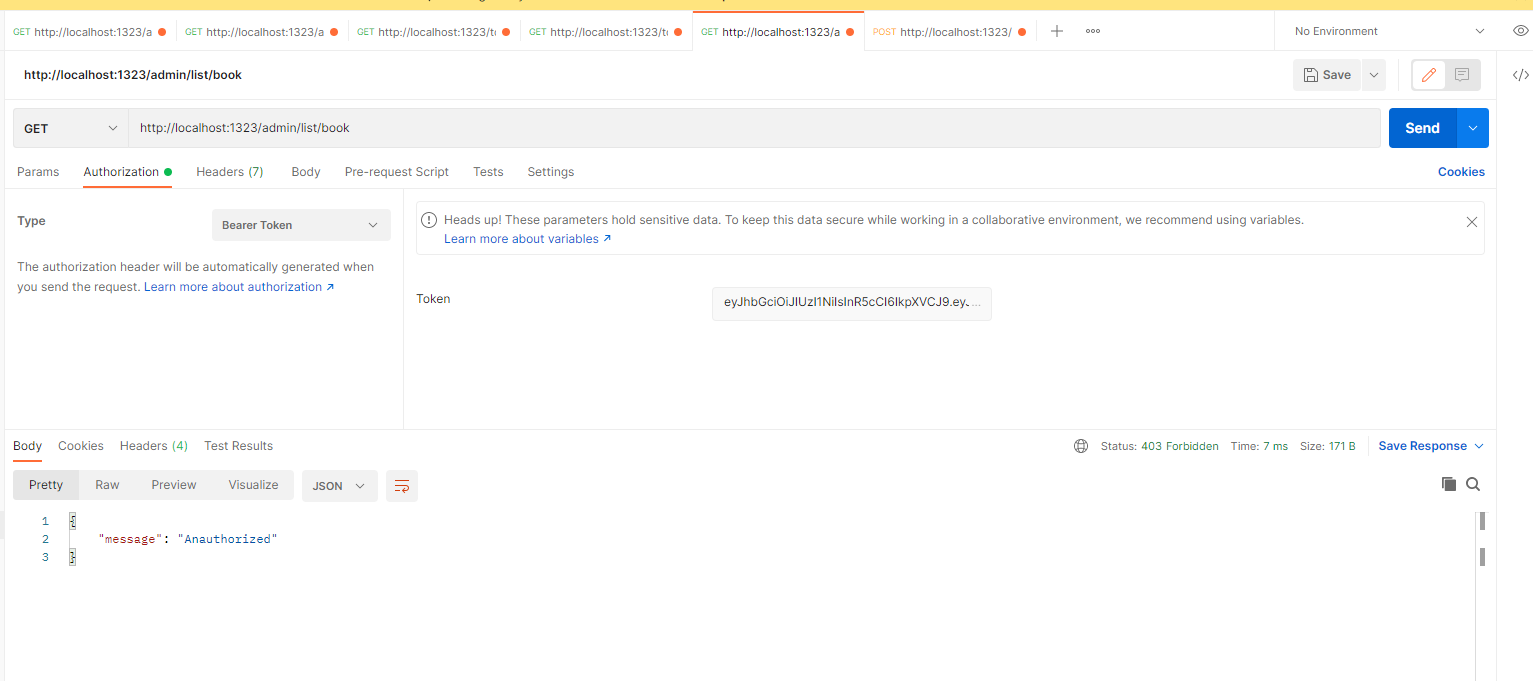 GET http://localhost:1323/a GET http://localhost:1323/a GET http://localhost:1323/t GET http://localhost:1323/t GET http://localhost:1323/a POST http://localhost:1323/ No Environment
http://localhost:1323/admin/list/book Save
GET http://localhost:1323/admin/list/book Send
Params Authorization Headers (7) Body Pre-request Script Tests Settings Cookies
Type Bearer Token
The authorization header will be automatically generated when
you send the request. Learn more about authorization ↗
Heads up! These parameters hold sensitive data. To keep this data secure while working in a collaborative environment, we recommend using variables.
Learn more about variables ↗
Token eyJhbGciOiJIUzI1NiIsInR5cCI6IkpXVCJ9.eyJ...
Body Cookies Headers (4) Test Results Status: 403 Forbidden Time: 7 ms Size: 171 B Save Response
Pretty Raw Preview Visualize JSON
1 {
2 "message": "Anauthorized"
3 }